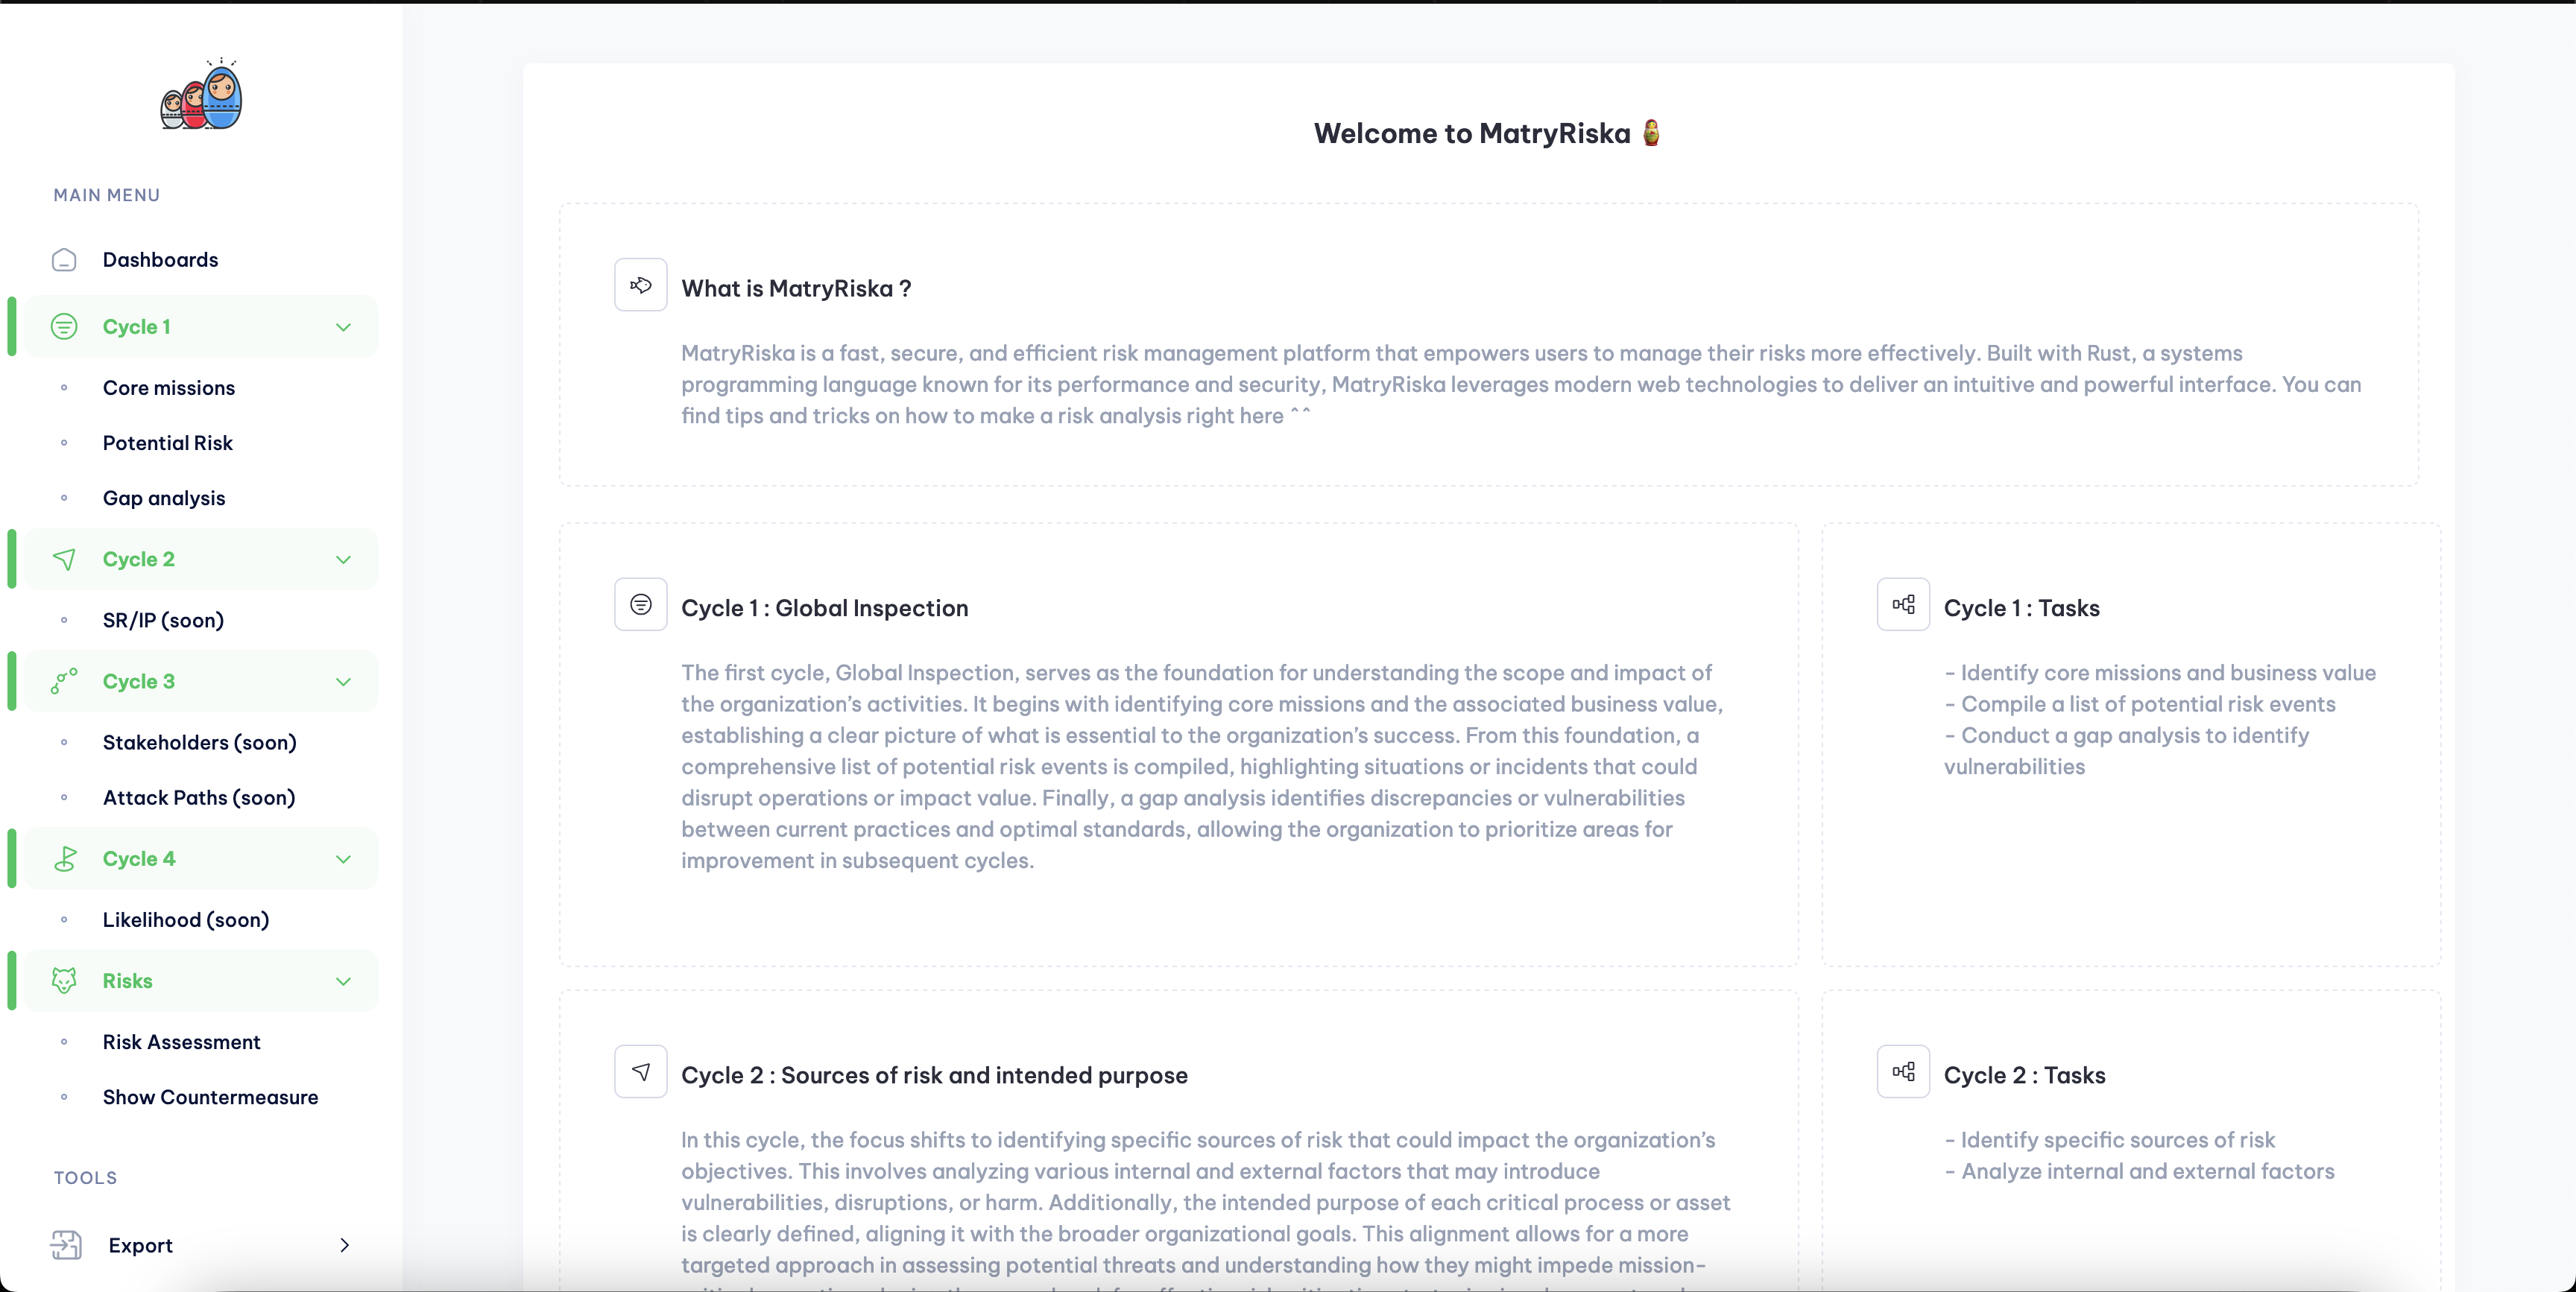 MAIN MENU
Dashboards
Cycle 1
Core missions
Potential Risk
Gap analysis
Cycle 2
SR/IP (soon)
Cycle 3
Stakeholders (soon)
Attack Paths (soon)
Cycle 4
Likelihood (soon)
Risks
Risk Assessment
Show Countermeasure
TOOLS
Export
Welcome to MatryRiska
What is MatryRiska ?
MatryRiska is a fast, secure, and efficient risk management platform that empowers users to manage their risks more effectively. Built with Rust, a systems
programming language known for its performance and security, MatryRiska leverages modern web technologies to deliver an intuitive and powerful interface. You can
find tips and tricks on how to make a risk analysis right here ^^
Cycle 1 : Global Inspection
The first cycle, Global Inspection, serves as the foundation for understanding the scope and impact of
the organization’s activities. It begins with identifying core missions and the associated business value,
establishing a clear picture of what is essential to the organization’s success. From this foundation, a
comprehensive list of potential risk events is compiled, highlighting situations or incidents that could
disrupt operations or impact value. Finally, a gap analysis identifies discrepancies or vulnerabilities
between current practices and optimal standards, allowing the organization to prioritize areas for
improvement in subsequent cycles.
Cycle 1 : Tasks
- Identify core missions and business value
- Compile a list of potential risk events
- Conduct a gap analysis to identify
vulnerabilities
Cycle 2 : Sources of risk and intended purpose
In this cycle, the focus shifts to identifying specific sources of risk that could impact the organization’s
objectives. This involves analyzing various internal and external factors that may introduce
vulnerabilities, disruptions, or harm. Additionally, the intended purpose of each critical process or asset
is clearly defined, aligning it with the broader organizational goals. This alignment allows for a more
targeted approach in assessing potential threats and understanding how they might impede mission-
Cycle 2 : Tasks
- Identify specific sources of risk
- Analyze internal and external factors